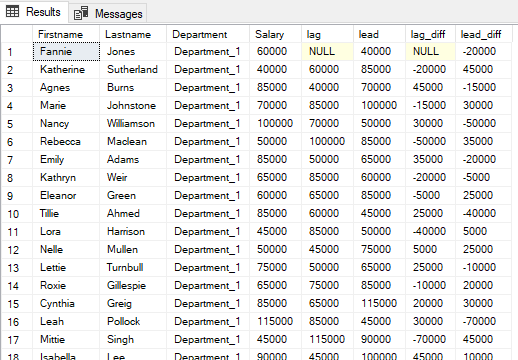 Results Messages
Firstname Lastname Department Salary lag lead lag_diff lead_diff
1 Fannie Jones Department_1 60000 NULL 40000 NULL -20000
2 Katherine Sutherland Department_1 40000 60000 85000 -20000 45000
3 Agnes Burns Department_1 85000 40000 70000 45000 -15000
4 Marie Johnstone Department_1 70000 85000 100000 -15000 30000
5 Nancy Williamson Department_1 100000 70000 50000 30000 -50000
6 Rebecca Maclean Department_1 50000 100000 85000 -50000 35000
7 Emily Adams Department_1 85000 50000 65000 35000 -20000
8 Kathryn Weir Department_1 65000 85000 60000 -20000 -5000
9 Eleanor Green Department_1 60000 65000 85000 -5000 25000
10 Tillie Ahmed Department_1 85000 60000 45000 25000 -40000
11 Lora Harrison Department_1 45000 85000 50000 -40000 5000
12 Nelle Mullen Department_1 50000 45000 75000 5000 25000
13 Lettie Turnbull Department_1 75000 50000 65000 25000 -10000
14 Roxie Gillespie Department_1 65000 75000 85000 -10000 20000
15 Cynthia Greig Department_1 85000 65000 115000 20000 30000
16 Leah Pollock Department_1 115000 85000 45000 30000 -70000
17 Mittie Singh Department_1 45000 115000 90000 -70000 45000
18 Isabella Lee Department_1 90000 45000 100000 45000 10000